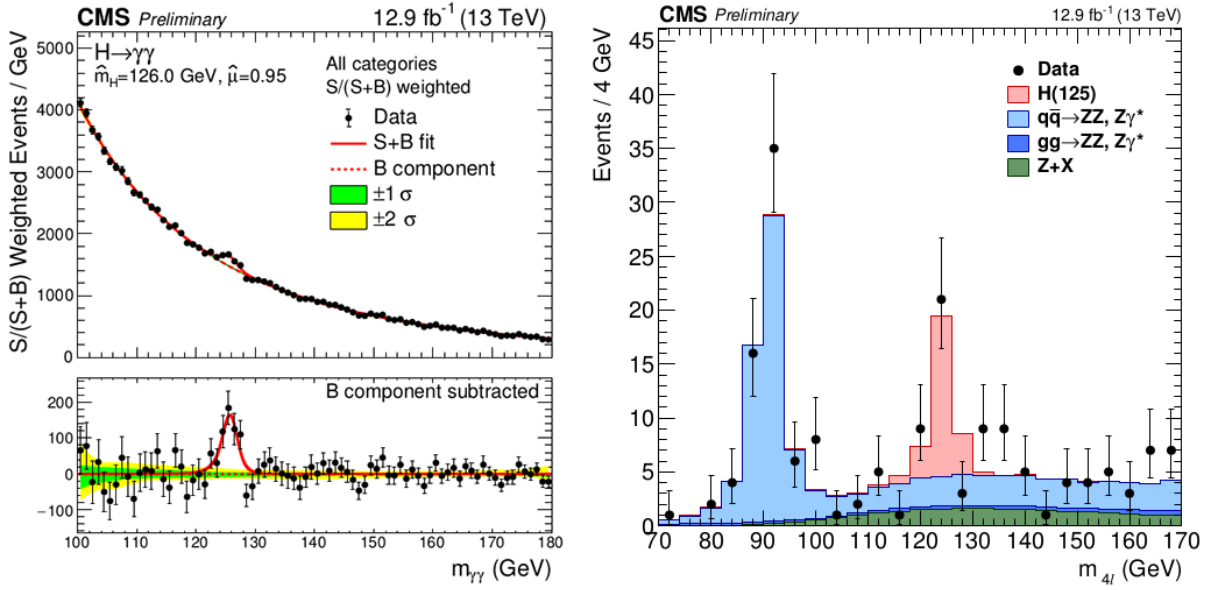 CMS Preliminary 12.9 fb⁻¹ (13 TeV)
S/(S+B) Weighted Events / GeV
H→γγ
m̂_H=126.0 GeV, μ̂=0.95
All categories
S/(S+B) weighted
Data
S+B fit
B component
±1 σ
±2 σ
5000
4000
3000
2000
1000
0
B component subtracted
200
100
0
−100
100 110 120 130 140 150 160 170 180
m_γγ (GeV)
CMS Preliminary 12.9 fb⁻¹ (13 TeV)
Events / 4 GeV
Data
H(125)
qq̄→ZZ, Zγ*
gg→ZZ, Zγ*
Z+X
45
40
35
30
25
20
15
10
5
0
70 80 90 100 110 120 130 140 150 160 170
m_4l (GeV)